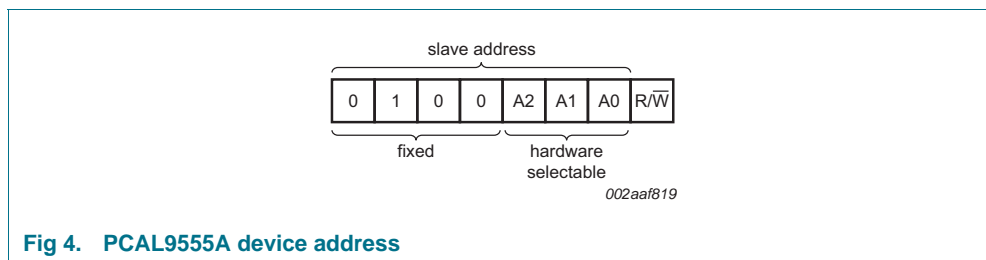 slave address
0 1 0 0 A2 A1 A0 R/W̅
fixed hardware
selectable
002aaf819
Fig 4. PCAL9555A device address